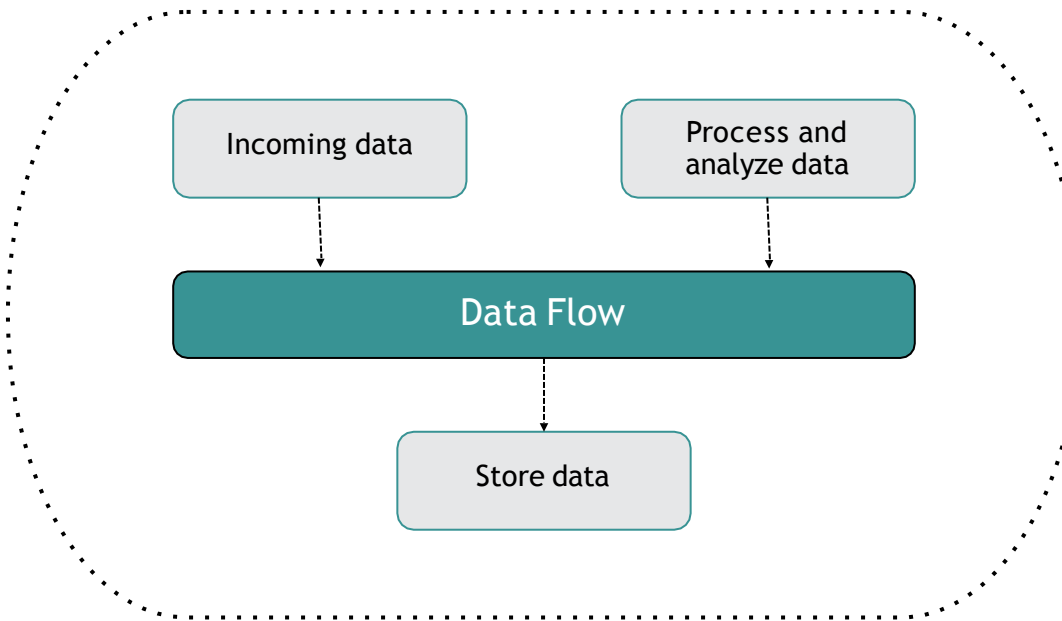 Incoming data
Process and
analyze data
Data Flow
Store data